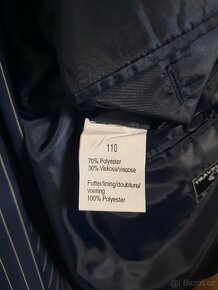 110
70% Polyester
30% Viskose/viscose
Futter/lining/doublure/
voering
100% Polyester